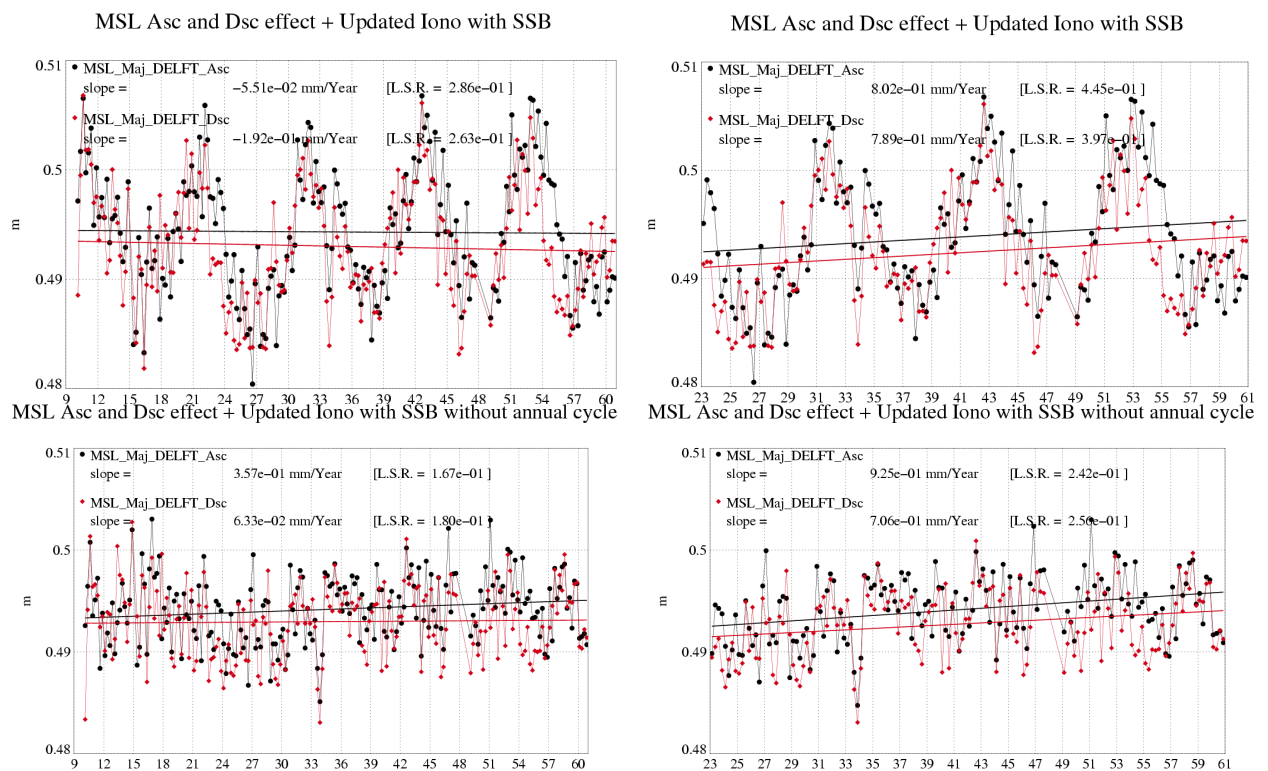 MSL Asc and Dsc effect + Updated Iono with SSB
0.51
MSL_Maj_DELFT_Asc
slope = −5.51e−02 mm/Year [L.S.R. = 2.86e−01 ]
MSL_Maj_DELFT_Dsc
slope = −1.92e−01 mm/Year [L.S.R. = 2.63e−01 ]
0.5
m
0.49
0.48
9 12 15 18 21 24 27 30 33 36 39 42 45 48 51 54 57 60
MSL Asc and Dsc effect + Updated Iono with SSB
0.51
MSL_Maj_DELFT_Asc
slope = 8.02e−01 mm/Year [L.S.R. = 4.45e−01 ]
MSL_Maj_DELFT_Dsc
slope = 7.89e−01 mm/Year [L.S.R. = 3.97e−01 ]
0.5
m
0.49
0.48
23 25 27 29 31 33 35 37 39 41 43 45 47 49 51 53 55 57 59 61
MSL Asc and Dsc effect + Updated Iono with SSB without annual cycle
0.51
MSL_Maj_DELFT_Asc
slope = 3.57e−01 mm/Year [L.S.R. = 1.67e−01 ]
MSL_Maj_DELFT_Dsc
slope = 6.33e−02 mm/Year [L.S.R. = 1.80e−01 ]
0.5
m
0.49
0.48
9 12 15 18 21 24 27 30 33 36 39 42 45 48 51 54 57 60
MSL Asc and Dsc effect + Updated Iono with SSB without annual cycle
0.51
MSL_Maj_DELFT_Asc
slope = 9.25e−01 mm/Year [L.S.R. = 2.42e−01 ]
MSL_Maj_DELFT_Dsc
slope = 7.06e−01 mm/Year [L.S.R. = 2.50e−01 ]
0.5
m
0.49
0.48
23 25 27 29 31 33 35 37 39 41 43 45 47 49 51 53 55 57 59 61